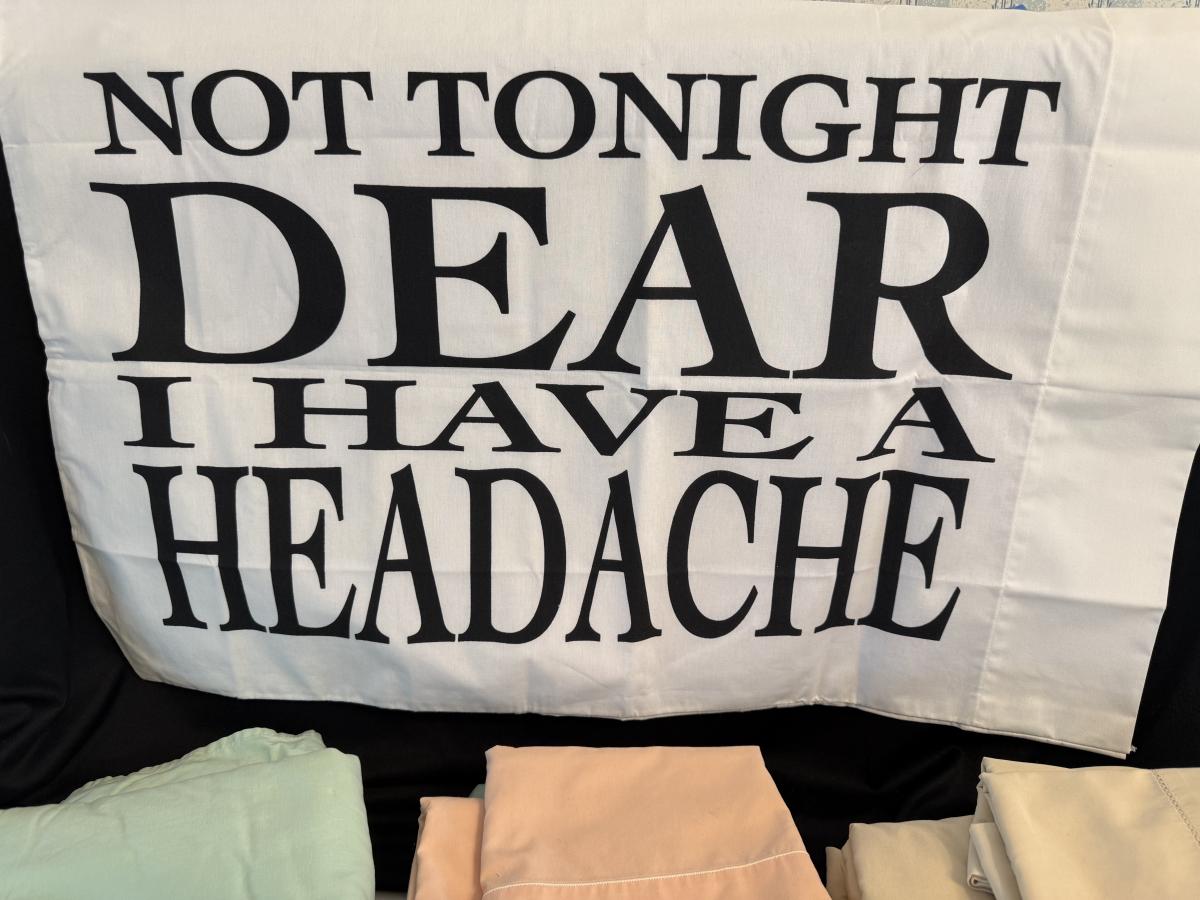 NOT TONIGHT
DEAR
I HAVE A
HEADACHE